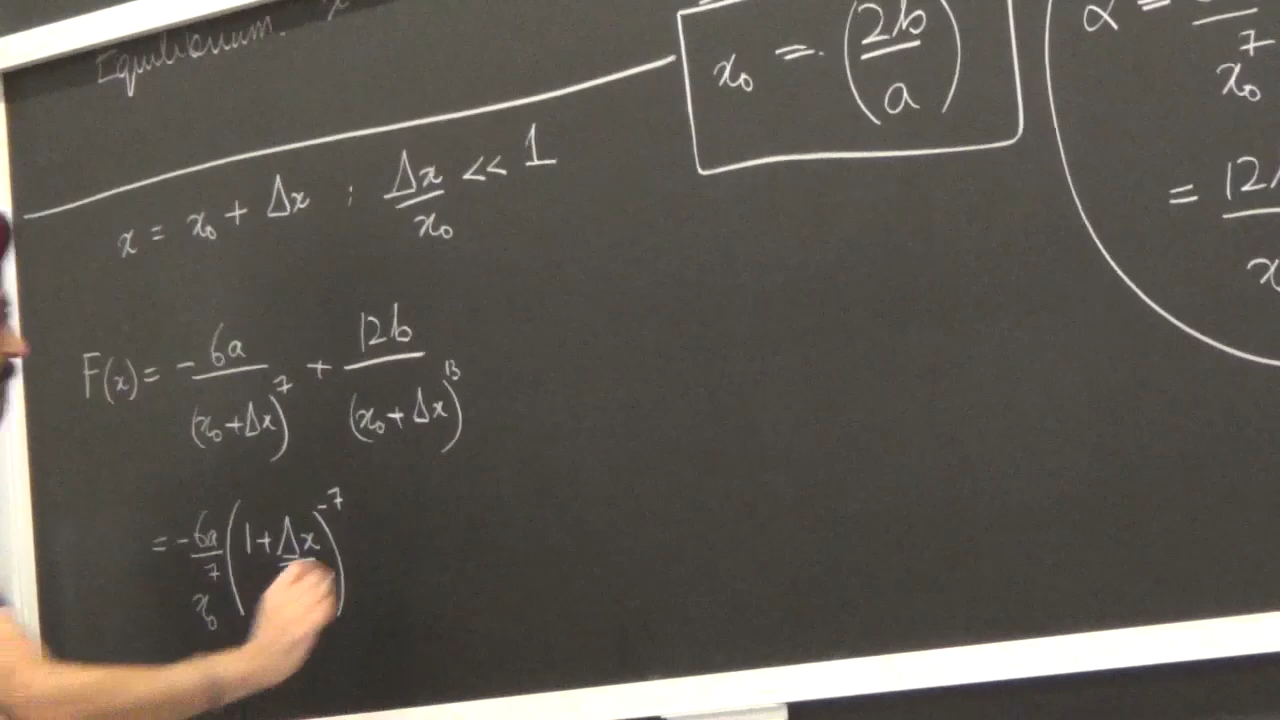 Equilibrium.
x₀ = (2b/a)
α =
x₀⁷
= 12
x = x₀ + Δx : Δx/x₀ << 1
F(x) = - 6a/(x₀+Δx)⁷ + 12b/(x₀+Δx)¹³
= - 6a/x₀⁷ (1 + Δx)⁻⁷